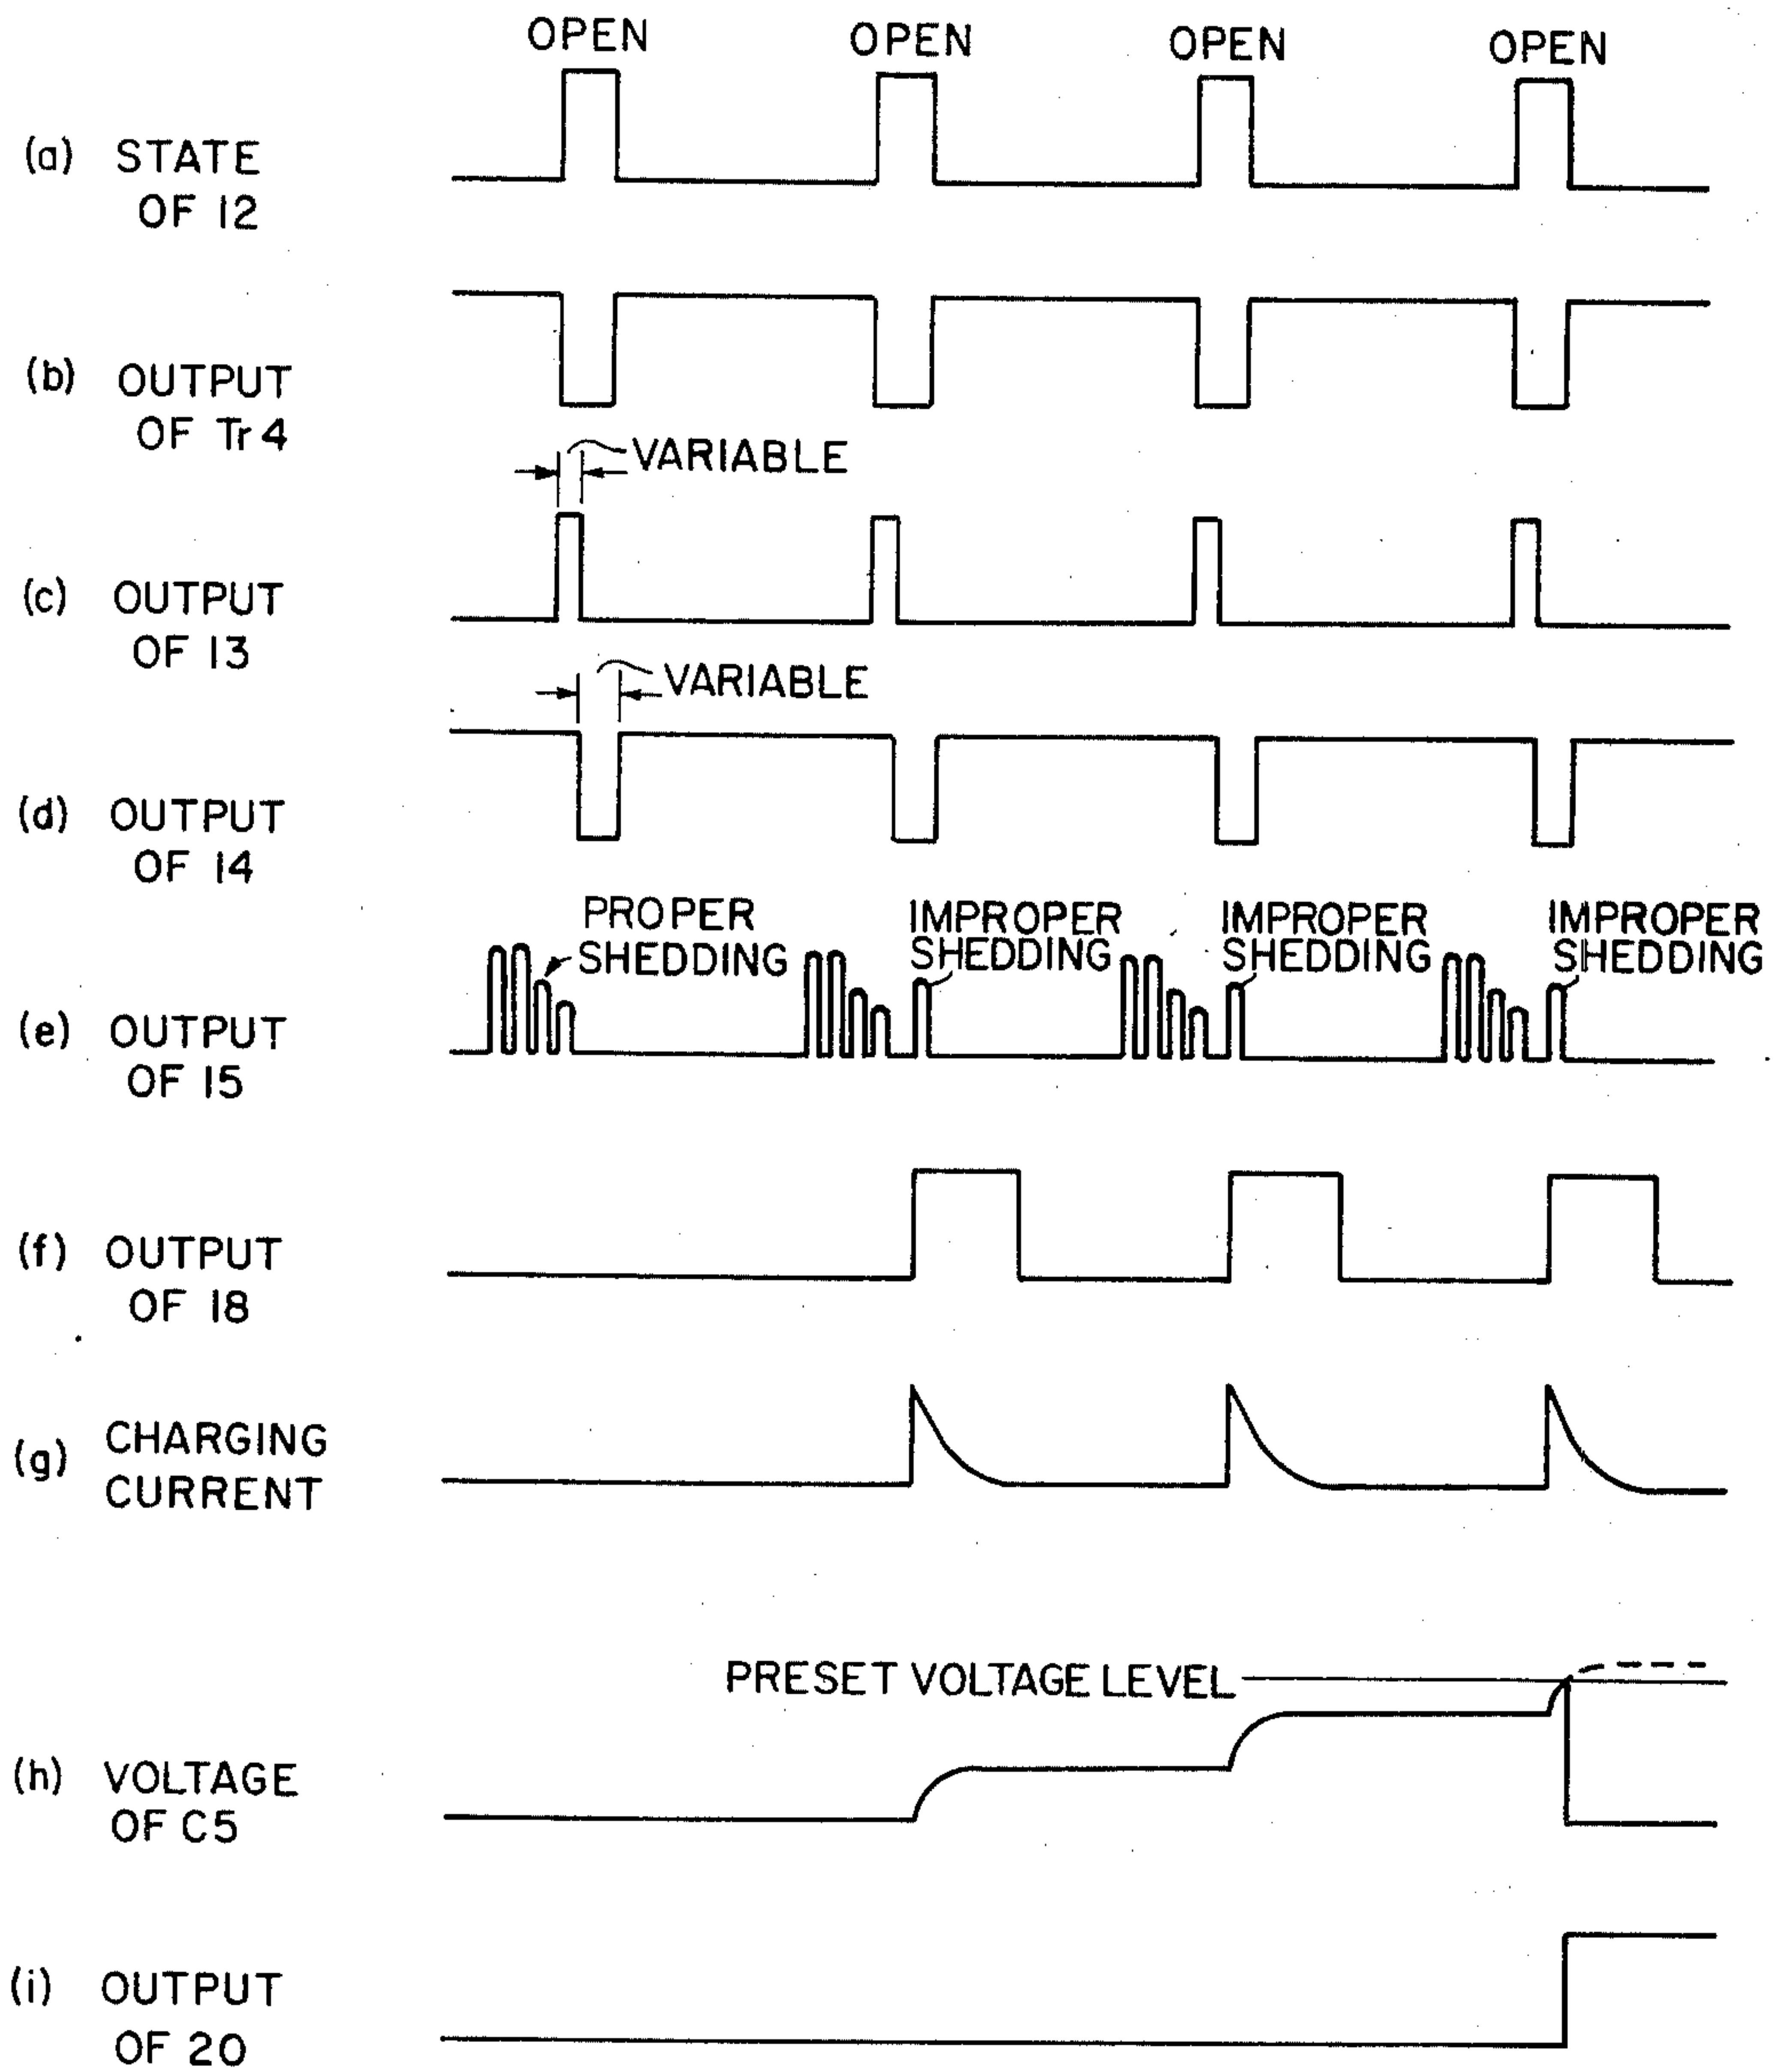 OPEN OPEN OPEN OPEN
(a) STATE
OF 12
(b) OUTPUT
OF Tr 4
VARIABLE
(c) OUTPUT
OF 13
VARIABLE
(d) OUTPUT
OF 14
PROPER
SHEDDING
IMPROPER
SHEDDING
IMPROPER
SHEDDING
IMPROPER
SHEDDING
(e) OUTPUT
OF 15
(f) OUTPUT
OF 18
(g) CHARGING
CURRENT
PRESET VOLTAGE LEVEL
(h) VOLTAGE
OF C5
(i) OUTPUT
OF 20